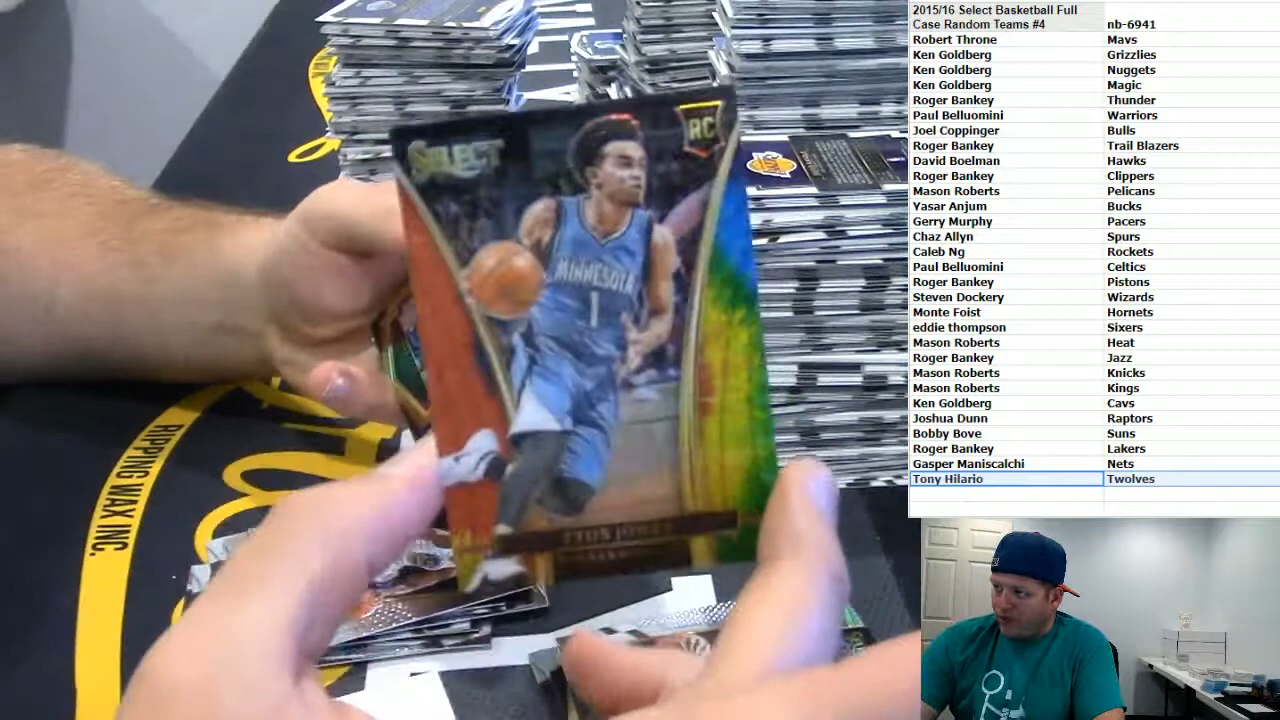 2015/16 Select Basketball Full
Case Random Teams #4 nb-6941
Robert Throne Mavs
Ken Goldberg Grizzlies
Ken Goldberg Nuggets
Ken Goldberg Magic
Roger Bankey Thunder
Paul Belluomini Warriors
Joel Coppinger Bulls
Roger Bankey Trail Blazers
David Boelman Hawks
Roger Bankey Clippers
Mason Roberts Pelicans
Yasar Anjum Bucks
Gerry Murphy Pacers
Chaz Allyn Spurs
Caleb Ng Rockets
Paul Belluomini Celtics
Roger Bankey Pistons
Steven Dockery Wizards
Monte Foist Hornets
eddie thompson Sixers
Mason Roberts Heat
Roger Bankey Jazz
Mason Roberts Knicks
Mason Roberts Kings
Ken Goldberg Cavs
Joshua Dunn Raptors
Bobby Bove Suns
Roger Bankey Lakers
Gasper Maniscalchi Nets
Tony Hilario Twolves
SELECT
RC
MINNESOTA
1
TYUS JONES
RIPPING WAX INC.